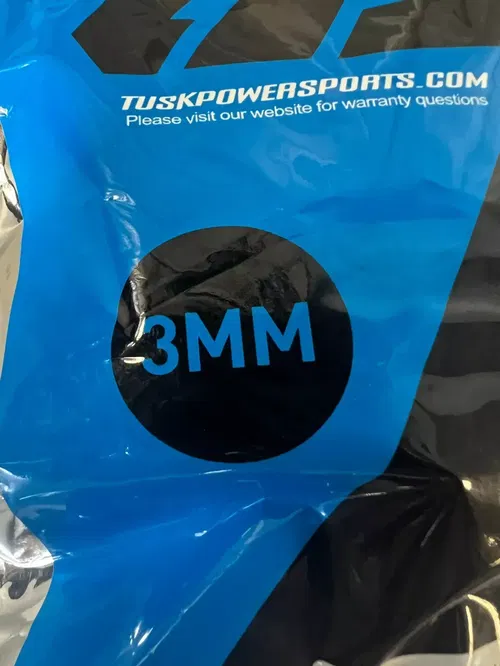 TUSKPOWERSPORTS.COM
Please visit our website for warranty questions
3MM